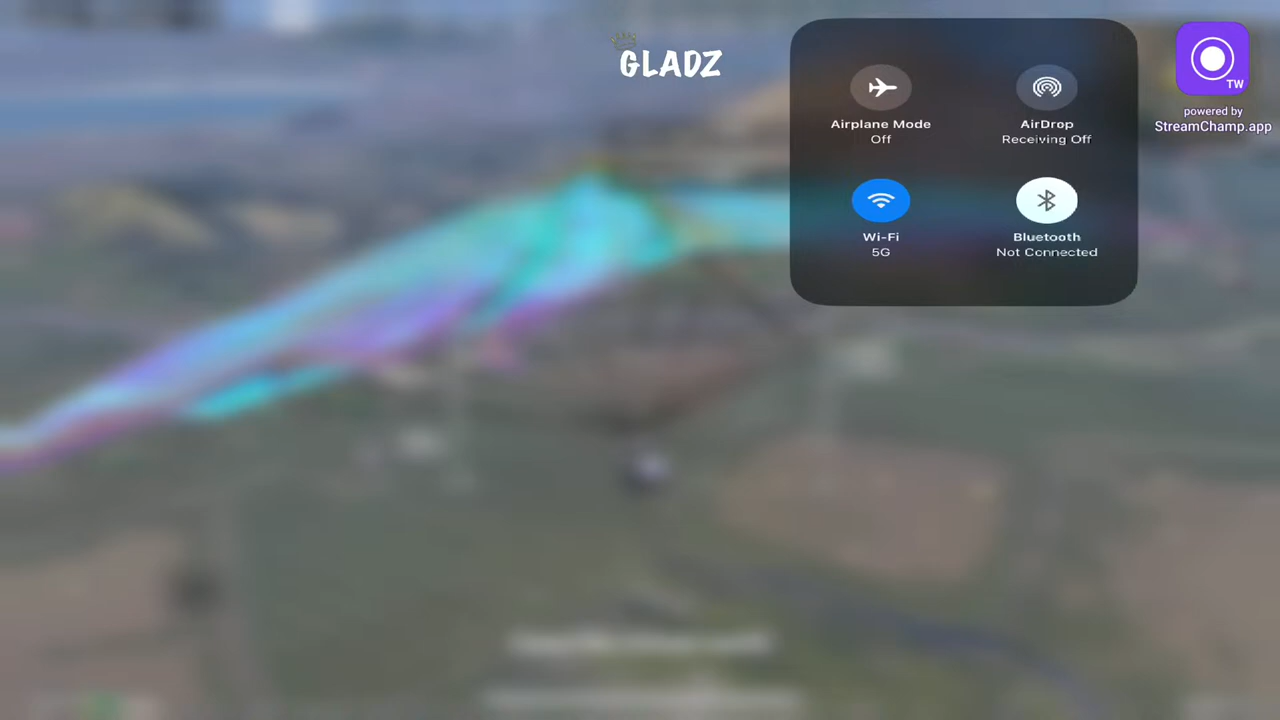 GLADZ
Airplane Mode
Off
AirDrop
Receiving Off
Wi-Fi
5G
Bluetooth
Not Connected
TW
powered by
StreamChamp.app